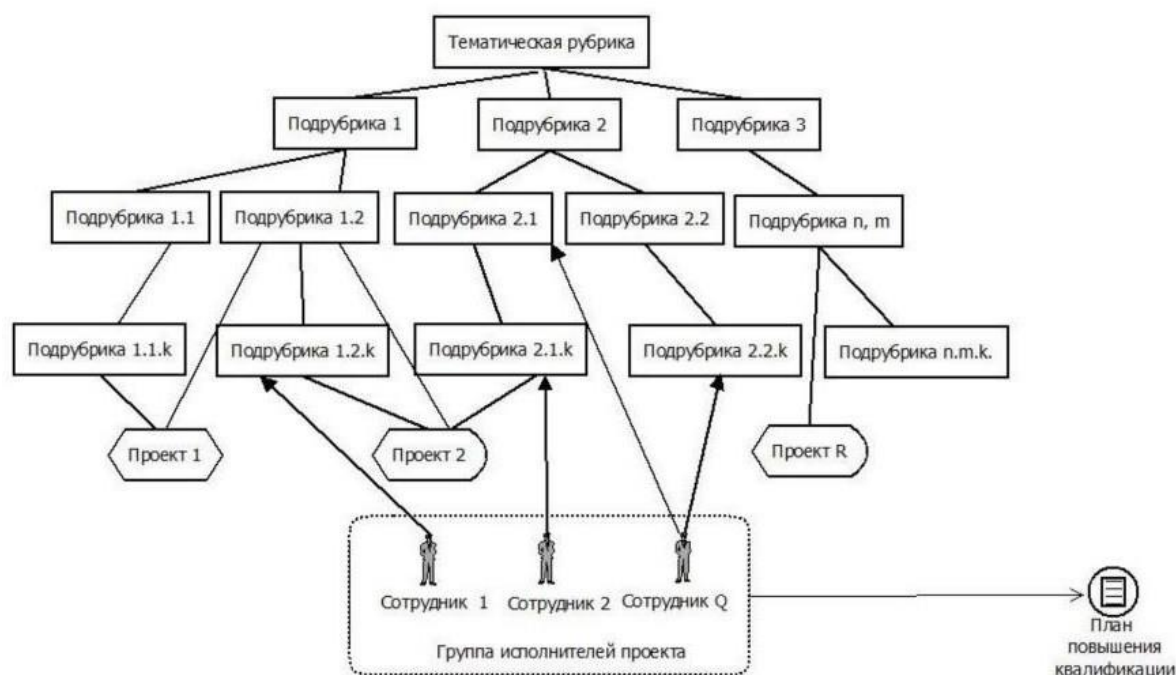 Тематическая рубрика
Подрубрика 1
Подрубрика 2
Подрубрика 3
Подрубрика 1.1
Подрубрика 1.2
Подрубрика 2.1
Подрубрика 2.2
Подрубрика n, m
Подрубрика 1.1.k
Подрубрика 1.2.k
Подрубрика 2.1.k
Подрубрика 2.2.k
Подрубрика n.m.k.
Проект 1
Проект 2
Проект R
Сотрудник 1
Сотрудник 2
Сотрудник Q
Группа исполнителей проекта
План
повышения
квалификации